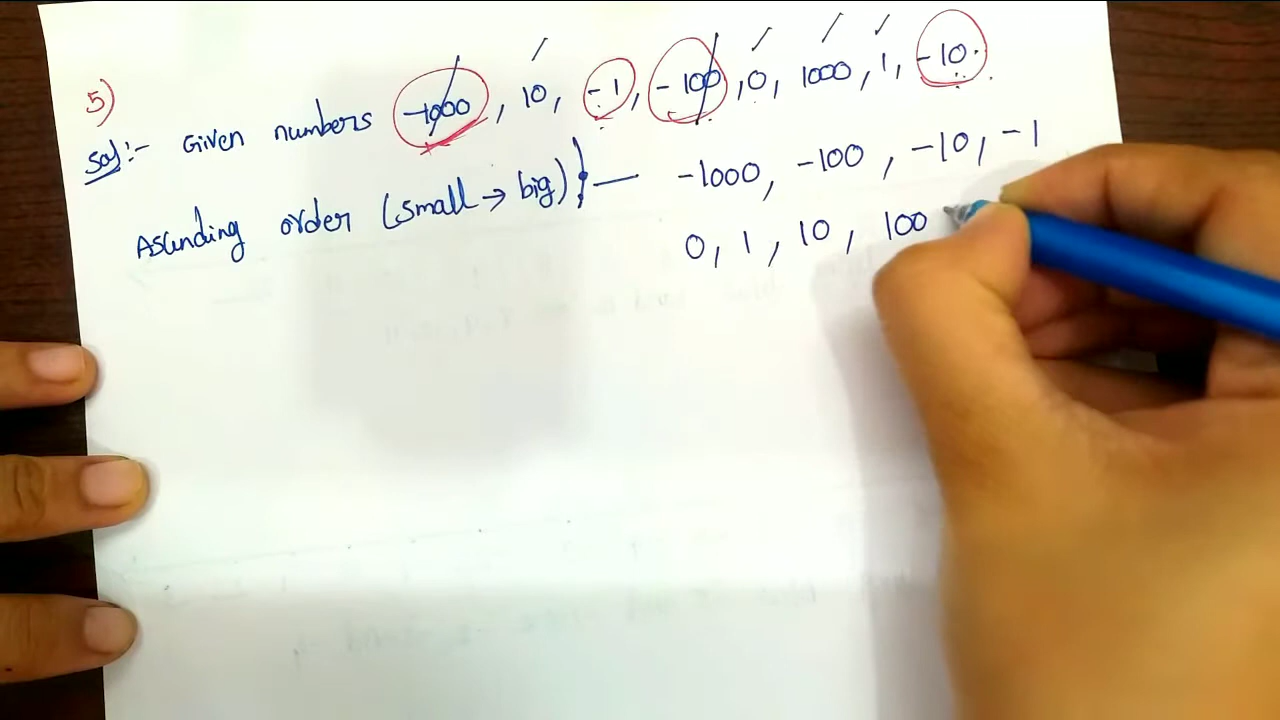 5)
Sol:- Given numbers -1000, 10, -1, -100, 0, 1000, 1, -10.
Ascending order (small → big)} — -1000, -100, -10, -1
0, 1, 10, 100